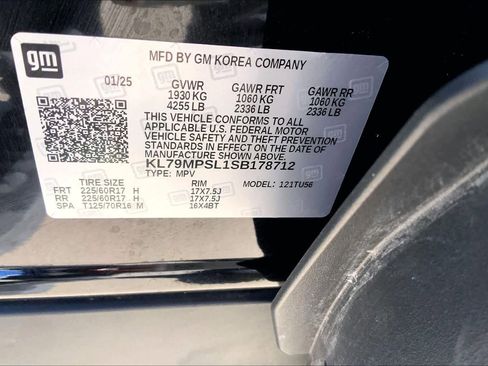 gm
MFD BY GM KOREA COMPANY
01/25 GVWR GAWR FRT GAWR RR
1930 KG 1060 KG 1060 KG
4255 LB 2336 LB 2336 LB
THIS VEHICLE CONFORMS TO ALL
APPLICABLE U.S. FEDERAL MOTOR
VEHICLE SAFETY AND THEFT PREVENTION
STANDARDS IN EFFECT ON THE DATE OF
MANUFACTURE SHOWN ABOVE.
KL79MPSL1SB178712
TYPE: MPV MODEL: 121TU56
TIRE SIZE RIM
FRT 225/60R17 H 17X7.5J
RR 225/60R17 H 17X7.5J
SPA T125/70R16 M 16X4BT